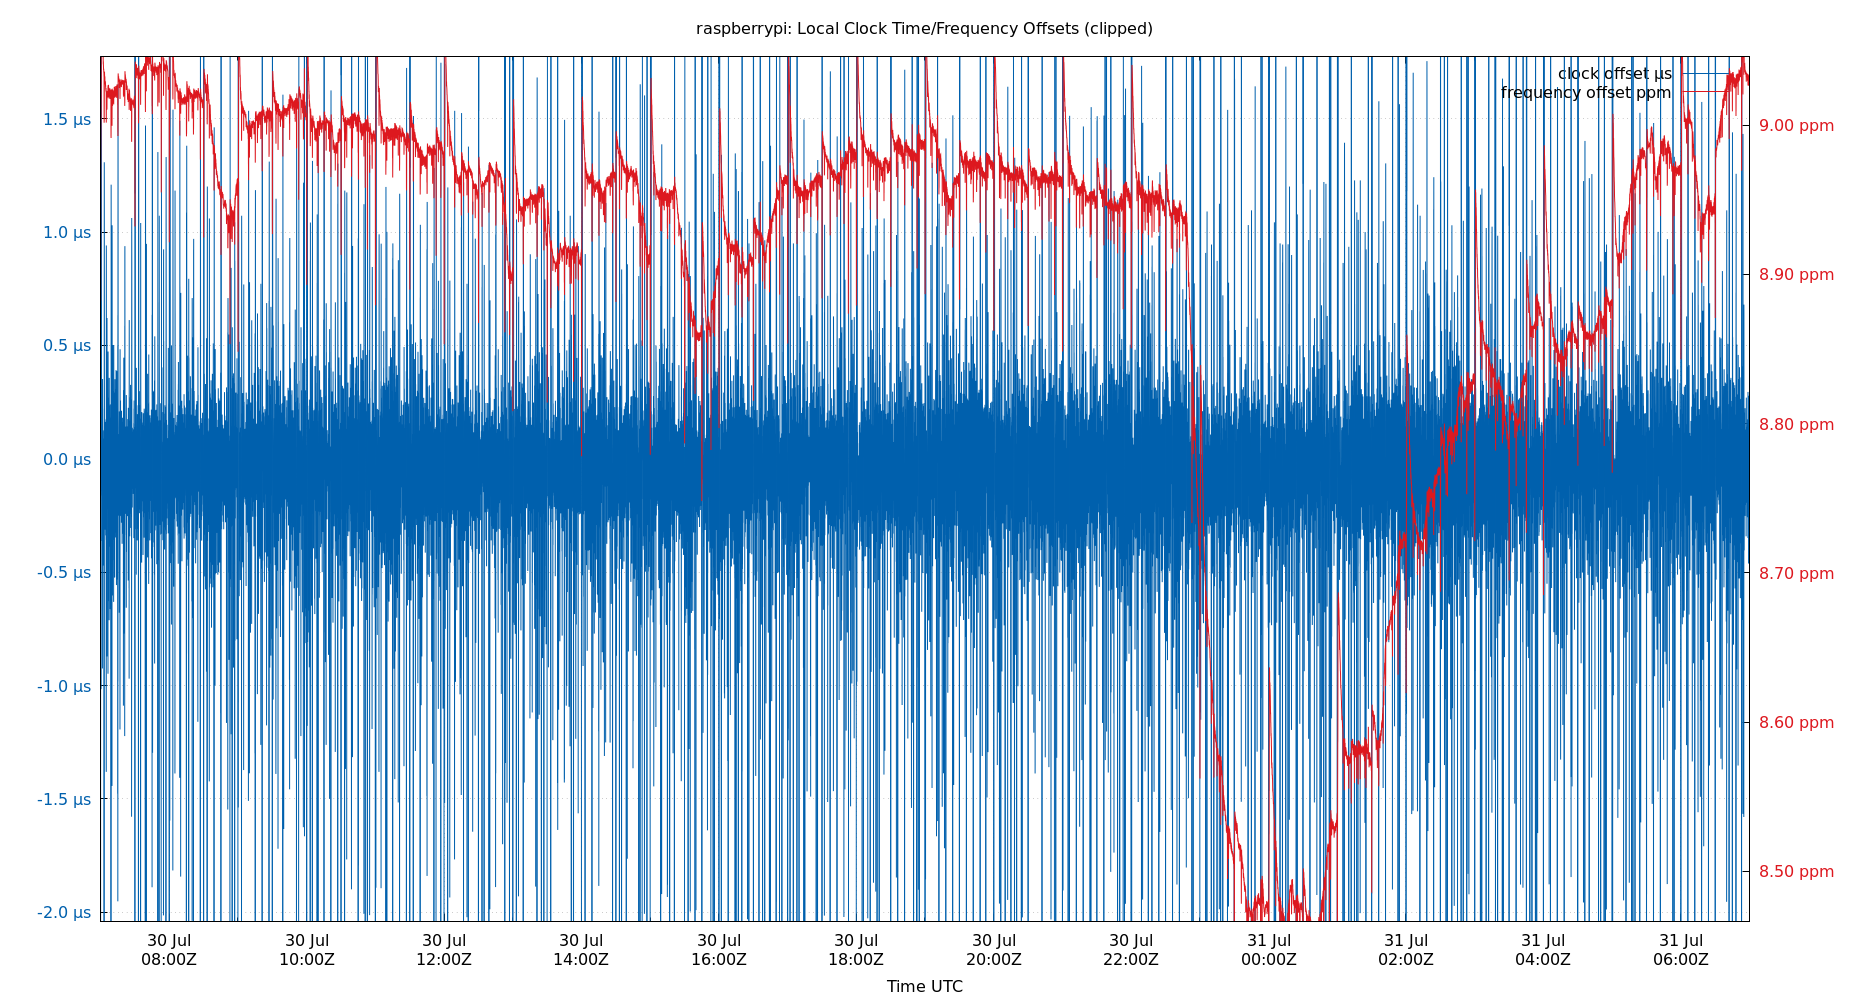 raspberrypi: Local Clock Time/Frequency Offsets (clipped)
clock offset µs
frequency offset ppm
1.5 µs
1.0 µs
0.5 µs
0.0 µs
-0.5 µs
-1.0 µs
-1.5 µs
-2.0 µs
9.00 ppm
8.90 ppm
8.80 ppm
8.70 ppm
8.60 ppm
8.50 ppm
30 Jul 30 Jul 30 Jul 30 Jul 30 Jul 30 Jul 30 Jul 30 Jul 31 Jul 31 Jul 31 Jul 31 Jul
08:00Z 10:00Z 12:00Z 14:00Z 16:00Z 18:00Z 20:00Z 22:00Z 00:00Z 02:00Z 04:00Z 06:00Z
Time UTC